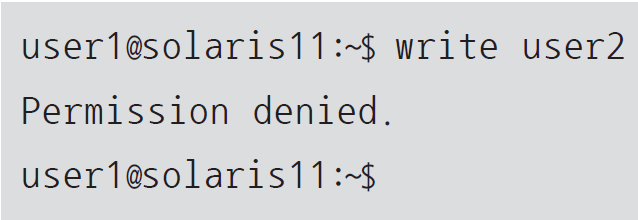 user1@solaris11:~$ write user2
Permission denied.
user1@solaris11:~$